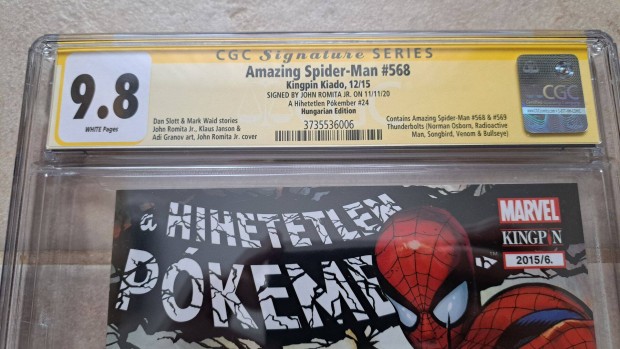 CGC Signature SERIES
Amazing Spider-Man #568
Kingpin Kiado, 12/15
SIGNED BY JOHN ROMITA JR. ON 11/11/20
A Hihetetlen Pókember #24
Hungarian Edition
3735536006
9.8
WHITE Pages
Dan Slott & Mark Waid stories
John Romita Jr., Klaus Janson &
Adi Granov art, John Romita Jr. cover
Contains Amazing Spider-Man #568 & #569
Thunderbolts (Norman Osborn, Radioactive
Man, Songbird, Venom & Bullseye)
CGC
a HIHETETLEN
PÓKEM
MARVEL
KINGP N
2015/6.